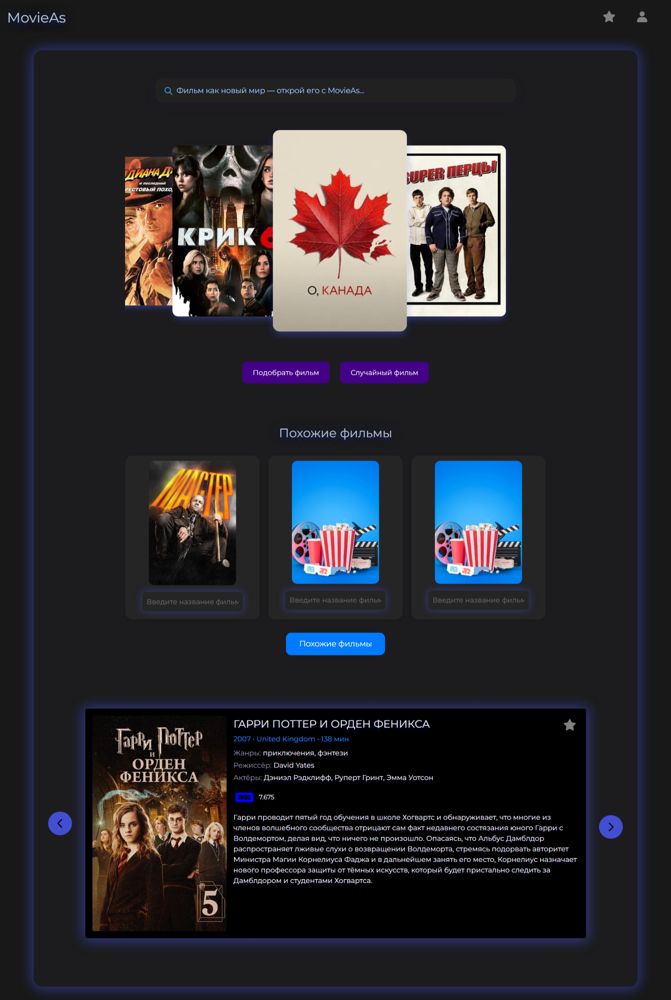 MovieAs
Фильм как новый мир — открой его с MovieAs...
ДИАНА Д
и последний
РЕСТОВЫЙ ПОХО
КРИК 6
О, КАНАДА
SUPER ПЕРЦЫ
Подобрать фильм
Случайный фильм
Похожие фильмы
МАСТЕР
Введите название фильм
Введите название фильм
Введите название фильм
Похожие фильмы
Гарри Поттер
и
ОРДЕН
ФЕНИКСА
5
ГАРРИ ПОТТЕР И ОРДЕН ФЕНИКСА
2007 • United Kingdom • 138 мин
Жанры: приключения, фэнтези
Режиссёр: David Yates
Актёры: Дэниэл Рэдклифф, Руперт Гринт, Эмма Уотсон
IMDb 7.675
Гарри проводит пятый год обучения в школе Хогвартс и обнаруживает, что многие из
членов волшебного сообщества отрицают сам факт недавнего состязания юного Гарри с
Волдемортом, делая вид, что ничего не произошло. Опасаясь, что Альбус Дамблдор
распространяет лживые слухи о возвращении Волдеморта, стремясь подорвать авторитет
Министра Магии Корнелиуса Фаджа и в дальнейшем занять его место, Корнелиус назначает
нового профессора защиты от тёмных искусств, который будет пристально следить за
Дамблдором и студентами Хогвартса.